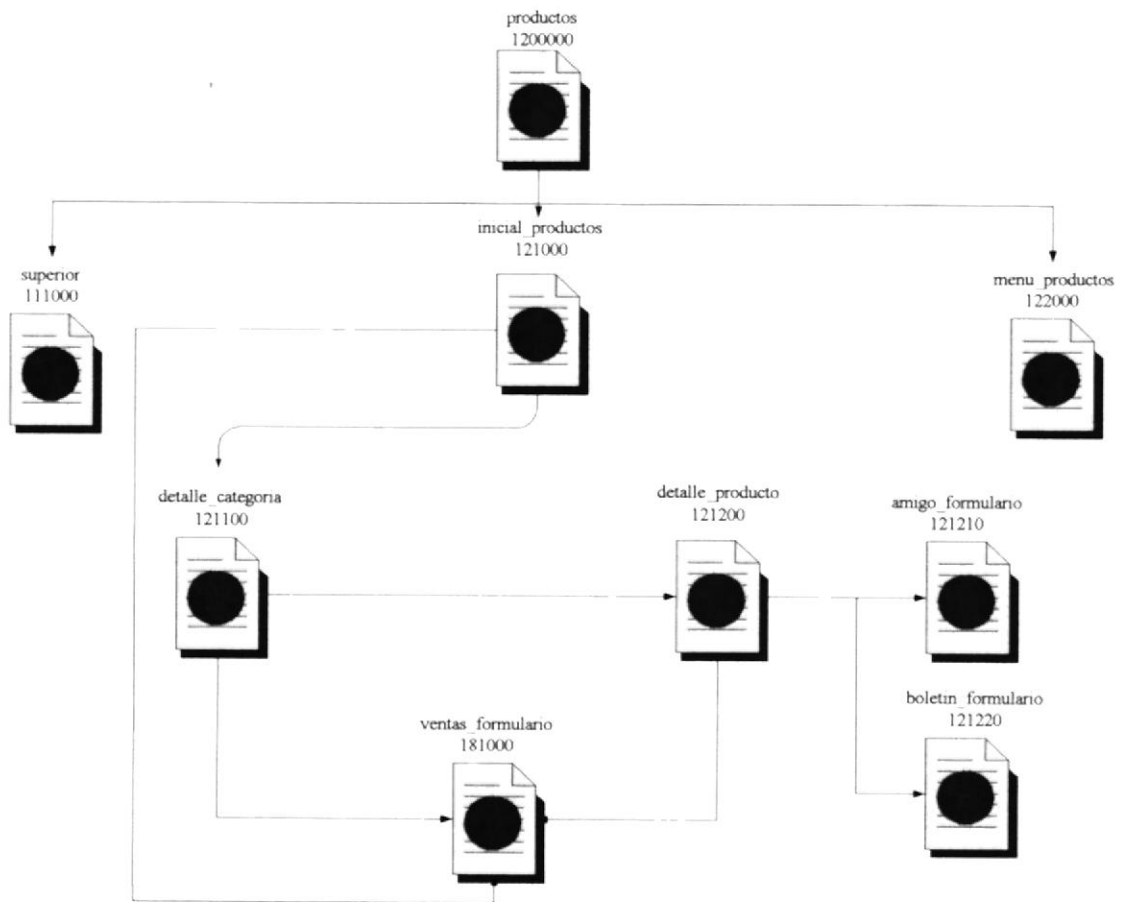 productos
1200000
inicial_productos
121000
superior
111000
menu_productos
122000
detalle_categoria
121100
detalle_producto
121200
amigo_formulario
121210
boletin_formulario
121220
ventas_formulario
181000